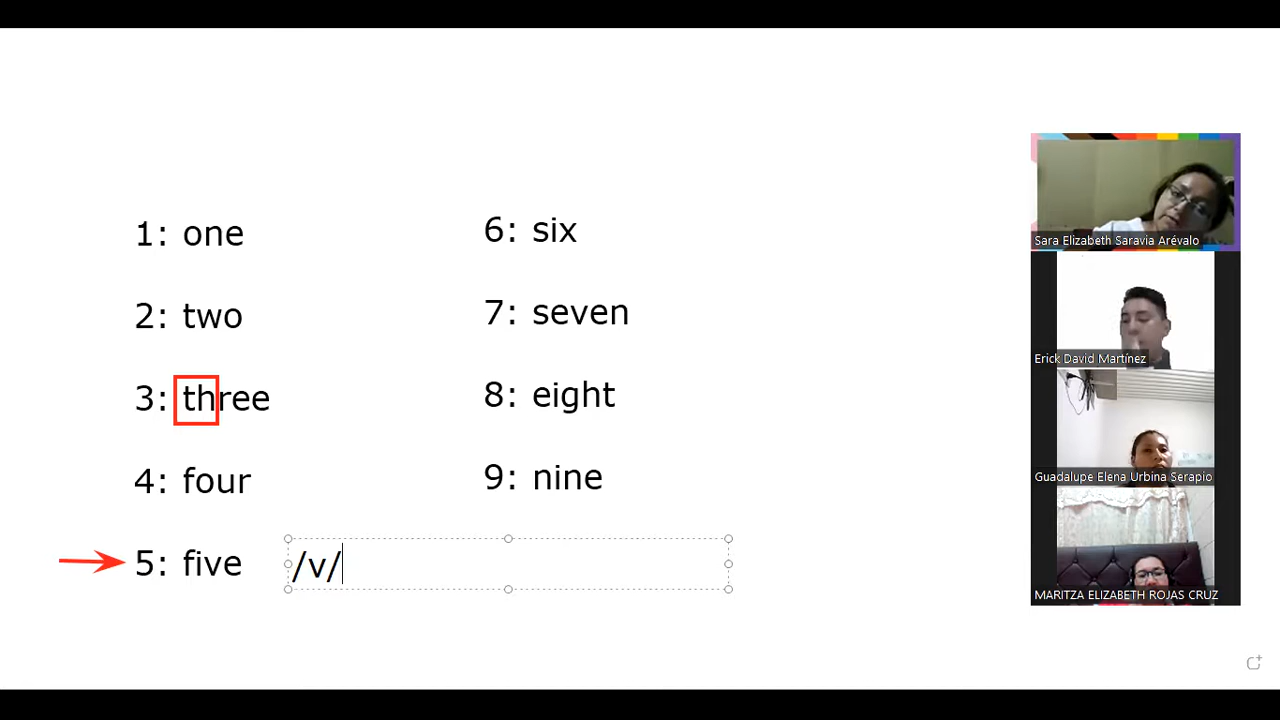 1: one
2: two
3: three
4: four
5: five /v/
6: six
7: seven
8: eight
9: nine
Sara Elizabeth Saravia Arévalo
Erick David Martínez
Guadalupe Elena Urbina Serapio
MARITZA ELIZABETH ROJAS CRUZ